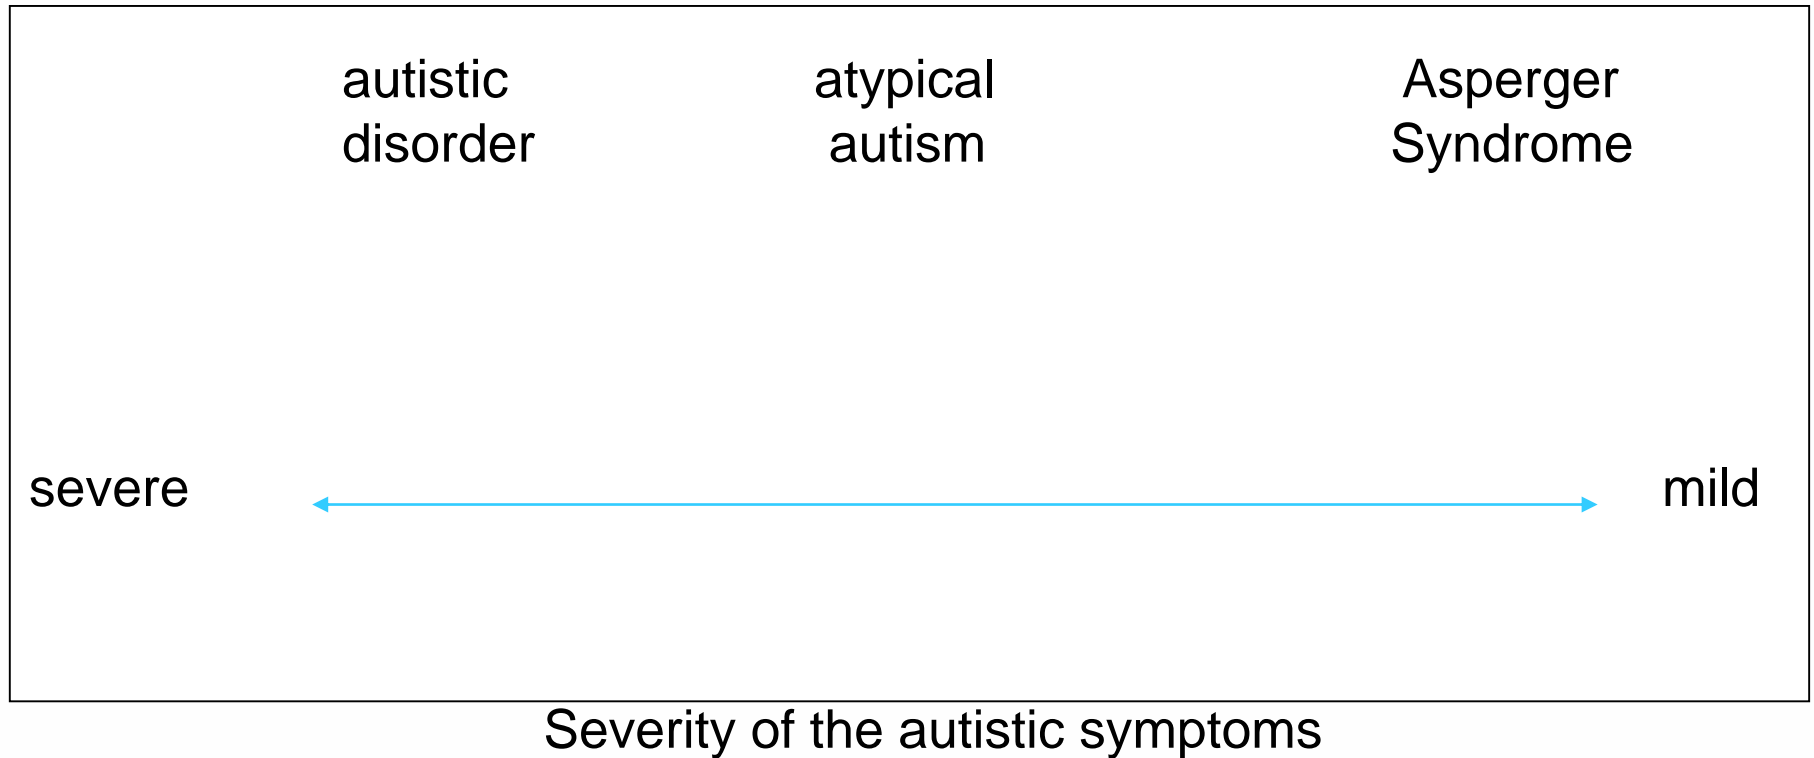 autistic atypical Asperger
disorder autism Syndrome
severe mild
Severity of the autistic symptoms